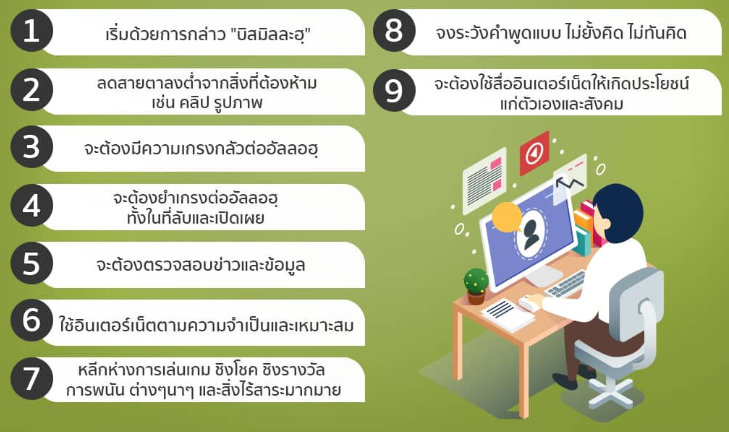 1
เริ่มด้วยการกล่าว "บิสมิลละฮฺ"
2
ลดสายตาลงต่ำจากสิ่งที่ต้องห้าม
เช่น คลิป รูปภาพ
3
จะต้องมีความเกรงกลัวต่ออัลลอฮฺ
4
จะต้องยำเกรงต่ออัลลอฮฺ
ทั้งในที่ลับและเปิดเผย
5
จะต้องตรวจสอบข่าวและข้อมูล
6
ใช้อินเตอร์เน็ตตามความจำเป็นและเหมาะสม
7
หลีกห่างการเล่นเกม ชิงโชค ชิงรางวัล
การพนัน ต่างๆนาๆ และสิ่งไร้สาระมากมาย
8
จงระวังคำพูดแบบ ไม่ยั้งคิด ไม่ทันคิด
9
จะต้องใช้สื่ออินเตอร์เน็ตให้เกิดประโยชน์
แก่ตัวเองและสังคม